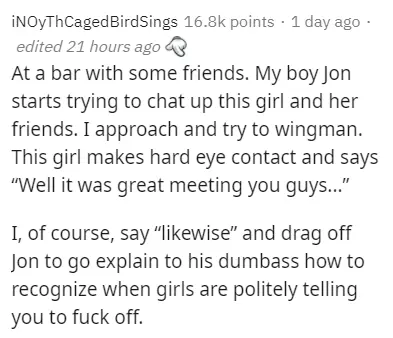 iNOyThCagedBirdSings 16.8k points · 1 day ago ·
edited 21 hours ago
At a bar with some friends. My boy Jon
starts trying to chat up this girl and her
friends. I approach and try to wingman.
This girl makes hard eye contact and says
“Well it was great meeting you guys...”
I, of course, say “likewise” and drag off
Jon to go explain to his dumbass how to
recognize when girls are politely telling
you to fuck off.